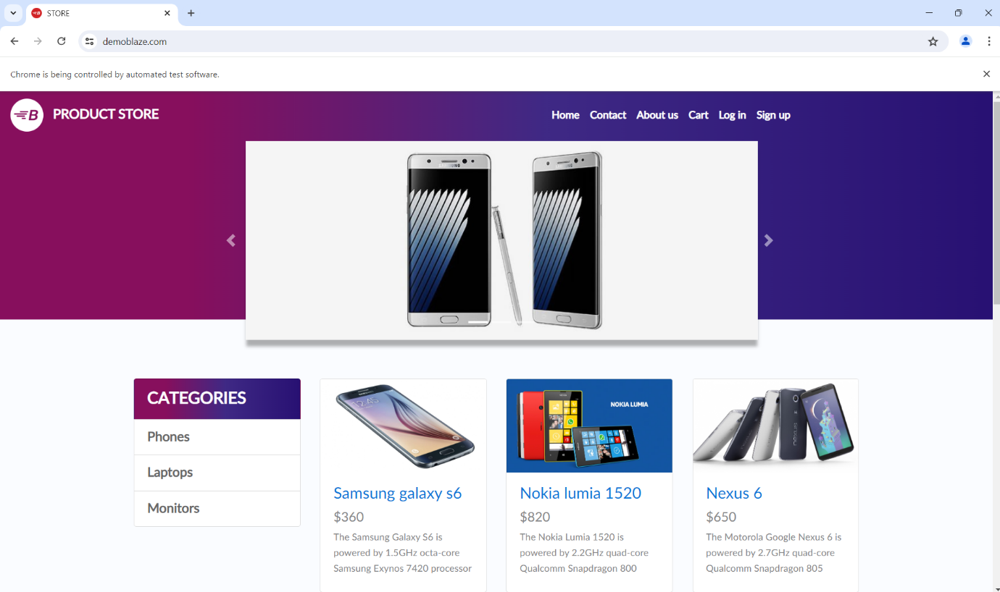 STORE
demoblaze.com
Chrome is being controlled by automated test software.
B PRODUCT STORE
Home Contact About us Cart Log in Sign up
SAMSUNG
CATEGORIES
Phones
Laptops
Monitors
12:45
Samsung galaxy s6
$360
The Samsung Galaxy S6 is
powered by 1.5GHz octa-core
Samsung Exynos 7420 processor
NOKIA LUMIA
Nokia lumia 1520
$820
The Nokia Lumia 1520 is
powered by 2.2GHz quad-core
Qualcomm Snapdragon 800
nexus
Nexus 6
$650
The Motorola Google Nexus 6 is
powered by 2.7GHz quad-core
Qualcomm Snapdragon 805